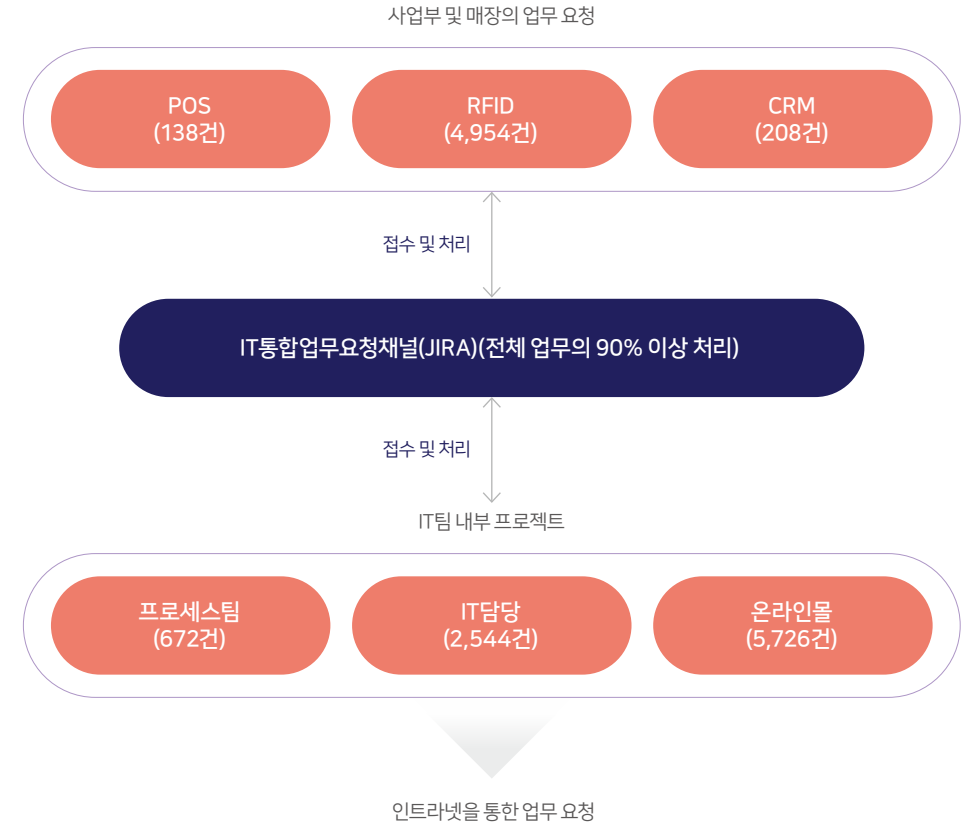 사업부 및 매장의 업무 요청
POS
(138건)
RFID
(4,954건)
CRM
(208건)
접수 및 처리
IT통합업무요청채널(JIRA)(전체 업무의 90% 이상 처리)
접수 및 처리
IT팀 내부 프로젝트
프로세스팀
(672건)
IT담당
(2,544건)
온라인몰
(5,726건)
인트라넷을 통한 업무 요청